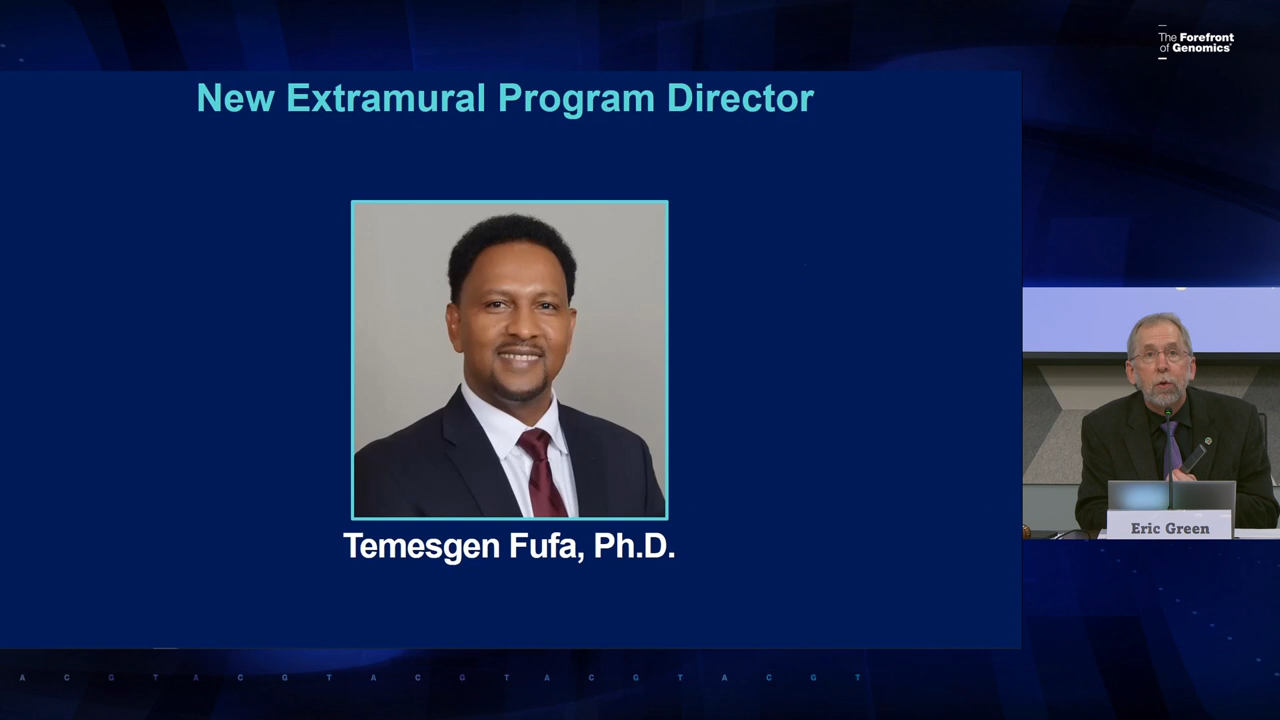 The Forefront
of Genomics®
New Extramural Program Director
Temesgen Fufa, Ph.D.
Eric Green
A C G T A C G T A C G T A C G T A C G T